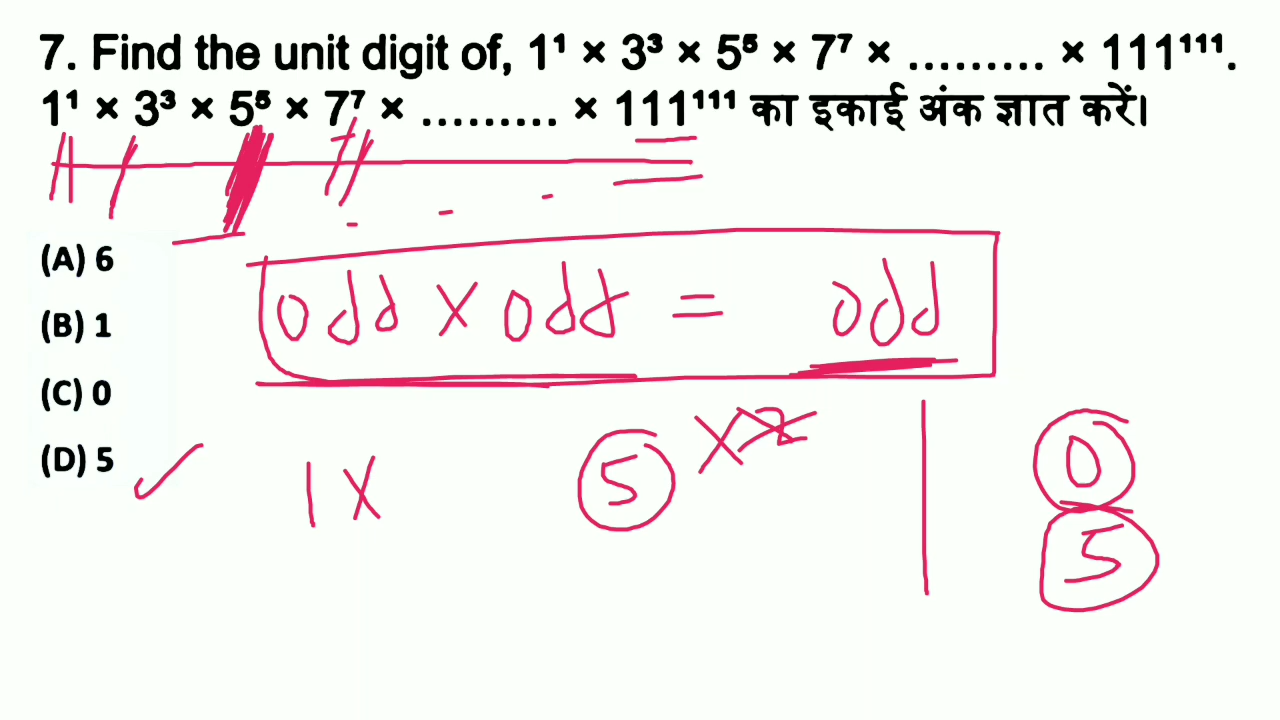 7. Find the unit digit of, 1¹ × 3³ × 5⁵ × 7⁷ × ......... × 111¹¹¹.
1¹ × 3³ × 5⁵ × 7⁷ × ......... × 111¹¹¹ का इकाई अंक ज्ञात करें।
(A) 6
odd × odd = odd
(B) 1
(C) 0
(D) 5
1 ×
5 ×
0
5